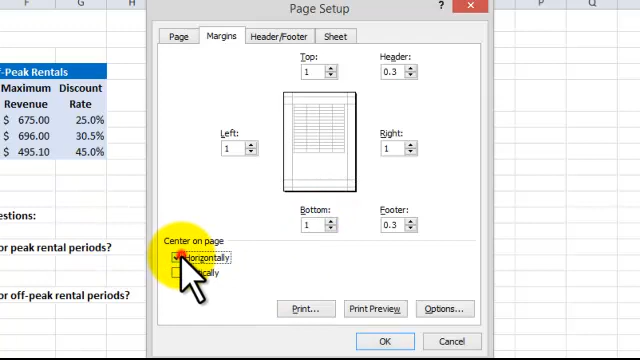 F G H P Q
Page Setup
? x
Page Margins Header/Footer Sheet
Top: Header:
1 0.3
f-Peak Rentals
Maximum Discount
Revenue Rate
$ 675.00 25.0%
$ 696.00 30.5%
$ 495.10 45.0%
Left: Right:
1 1
Bottom: Footer:
1 0.3
estions:
Center on page
or peak rental periods?
Horizontally
or off-peak rental periods?
Print... Print Preview Options...
OK Cancel